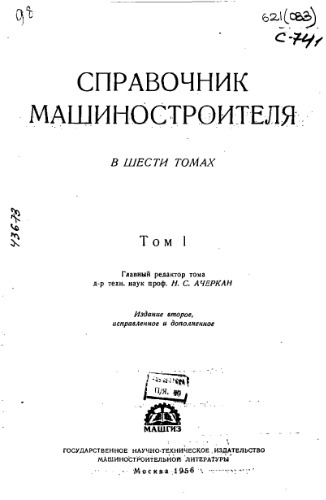 98
621(083)
С-741
СПРАВОЧНИК
МАШИНОСТРОИТЕЛЯ
В ШЕСТИ ТОМАХ
43673
Том I
Главный редактор тома
д-р техн. наук проф. Н. С. АЧЕРКАН
Издание второе,
исправленное и дополненное
П/Я.
МАШГИЗ
ГОСУДАРСТВЕННОЕ НАУЧНО-ТЕХНИЧЕСКОЕ ИЗДАТЕЛЬСТВО
МАШИНОСТРОИТЕЛЬНОЙ ЛИТЕРАТУРЫ
Москва 1956